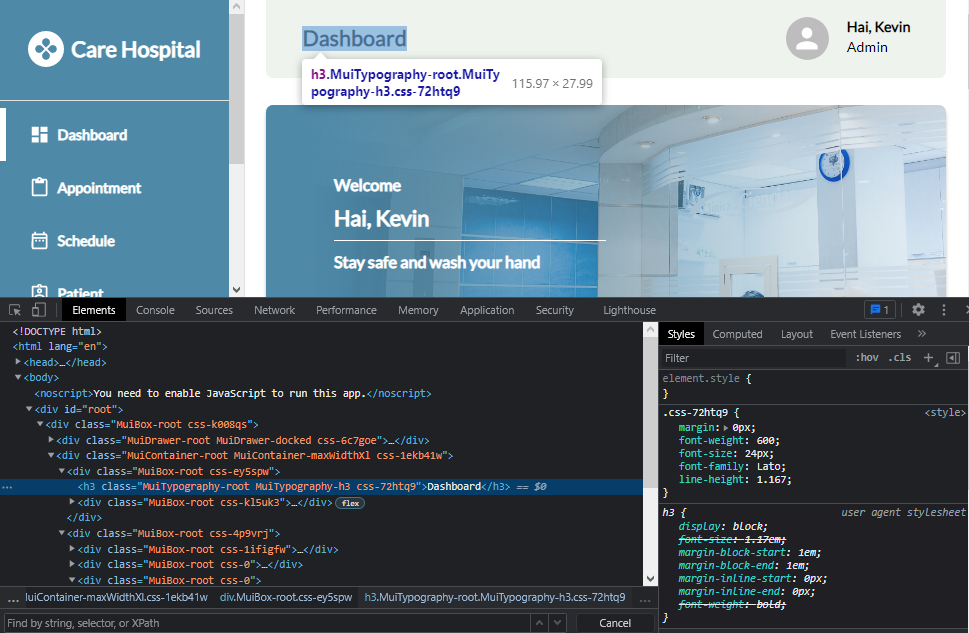 Care Hospital
Dashboard
Appointment
Schedule
Patient
Dashboard
h3.MuiTypography-root.MuiTy
pography-h3.css-72htq9
115.97 × 27.99
Hai, Kevin
Admin
Welcome
Hai, Kevin
Stay safe and wash your hand
Elements Console Sources Network Performance Memory Application Security Lighthouse 1
<!DOCTYPE html>
<html lang="en">
<head>…</head>
<body>
<noscript>You need to enable JavaScript to run this app.</noscript>
<div id="root">
<div class="MuiBox-root css-k008qs">
<div class="MuiDrawer-root MuiDrawer-docked css-6c7goe">…</div>
<div class="MuiContainer-root MuiContainer-maxWidthXl css-1ekb41w">
<div class="MuiBox-root css-ey5spw">
<h3 class="MuiTypography-root MuiTypography-h3 css-72htq9">Dashboard</h3> == $0
<div class="MuiBox-root css-kl5uk3">…</div> flex
</div>
<div class="MuiBox-root css-4p9vrj">
<div class="MuiBox-root css-1ifigfw">…</div>
<div class="MuiBox-root css-0">…</div>
<div class="MuiBox-root css-0">
... MuiContainer-maxWidthXl.css-1ekb41w div.MuiBox-root.css-ey5spw h3.MuiTypography-root.MuiTypography-h3.css-72htq9 ...
Find by string, selector, or XPath
Cancel
Styles Computed Layout Event Listeners »
Filter
:hov .cls +
element.style {
}
.css-72htq9 { <style>
margin: 0px;
font-weight: 600;
font-size: 24px;
font-family: Lato;
line-height: 1.167;
}
h3 { user agent stylesheet
display: block;
font-size: 1.17em;
margin-block-start: 1em;
margin-block-end: 1em;
margin-inline-start: 0px;
margin-inline-end: 0px;
font-weight: bold;
}